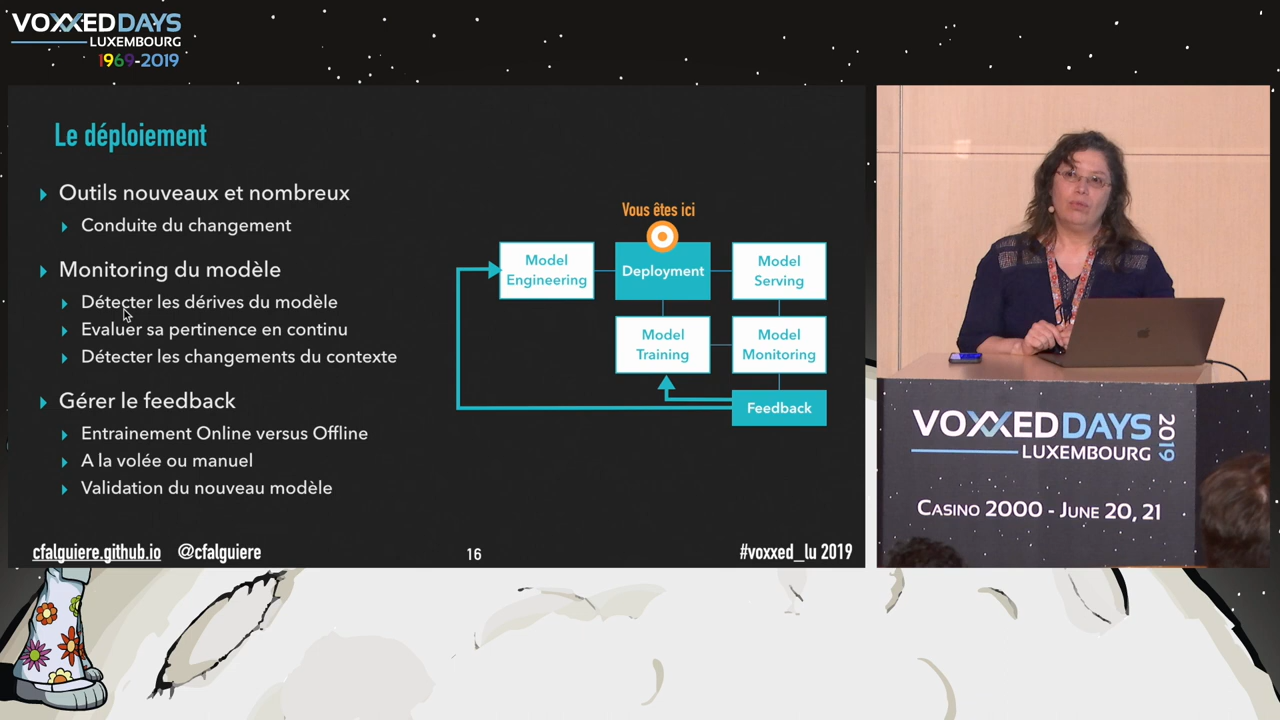 VOXXED DAYS
LUXEMBOURG
1969-2019
Le déploiement
Outils nouveaux et nombreux
Conduite du changement
Monitoring du modèle
Détecter les dérives du modèle
Evaluer sa pertinence en continu
Détecter les changements du contexte
Gérer le feedback
Entrainement Online versus Offline
A la volée ou manuel
Validation du nouveau modèle
Vous êtes ici
Model
Engineering
Deployment
Model
Serving
Model
Training
Model
Monitoring
Feedback
cfalguiere.github.io @cfalguiere
16
#voxxed_lu 2019
VOXXED DAYS 2019
LUXEMBOURG
CASINO 2000 - JUNE 20, 21